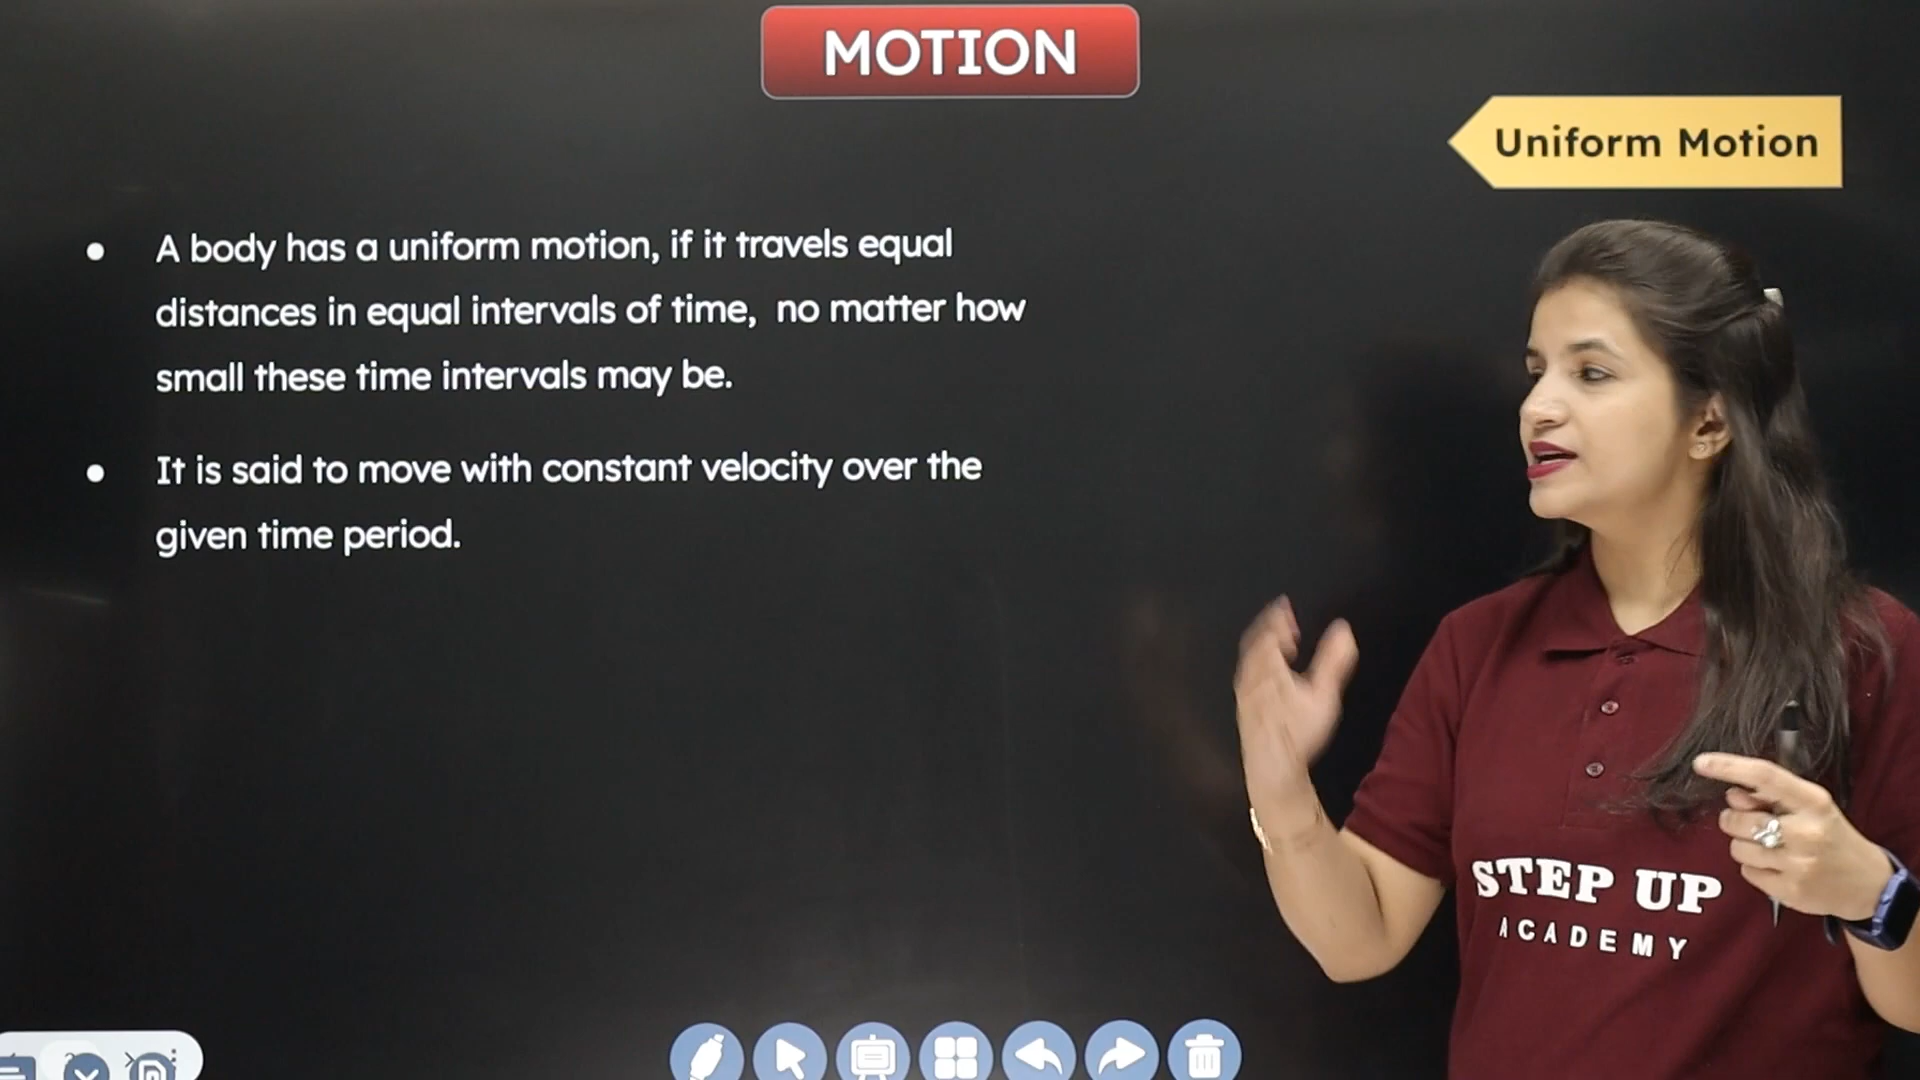 MOTION
Uniform Motion
● A body has a uniform motion, if it travels equal
distances in equal intervals of time, no matter how
small these time intervals may be.
● It is said to move with constant velocity over the
given time period.
STEP UP
ACADEMY